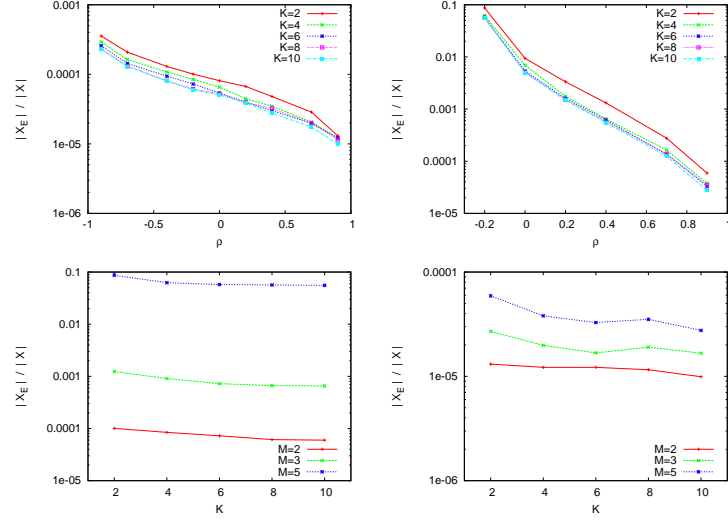 0.001
0.0001
1e-05
1e-06
| X_E | / | X |
-1 -0.5 0 0.5 1
ρ
K=2
K=4
K=6
K=8
K=10
0.1
0.01
0.001
0.0001
1e-05
| X_E | / | X |
-0.2 0 0.2 0.4 0.6 0.8 1
ρ
K=2
K=4
K=6
K=8
K=10
0.1
0.01
0.001
0.0001
1e-05
| X_E | / | X |
2 4 6 8 10
K
M=2
M=3
M=5
0.0001
1e-05
1e-06
| X_E | / | X |
2 4 6 8 10
K
M=2
M=3
M=5